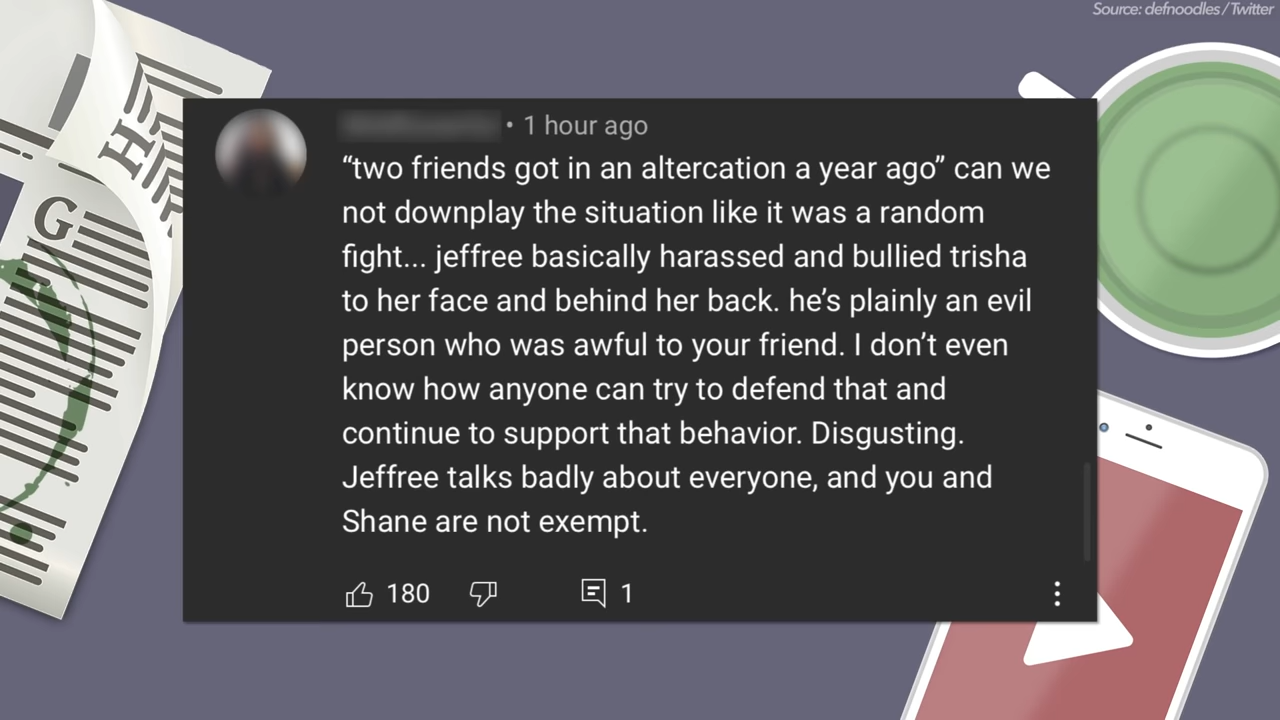 Source: defnoodles / Twitter
• 1 hour ago
“two friends got in an altercation a year ago” can we
not downplay the situation like it was a random
fight... jeffree basically harassed and bullied trisha
to her face and behind her back. he’s plainly an evil
person who was awful to your friend. I don’t even
know how anyone can try to defend that and
continue to support that behavior. Disgusting.
Jeffree talks badly about everyone, and you and
Shane are not exempt.
180
1
H
G